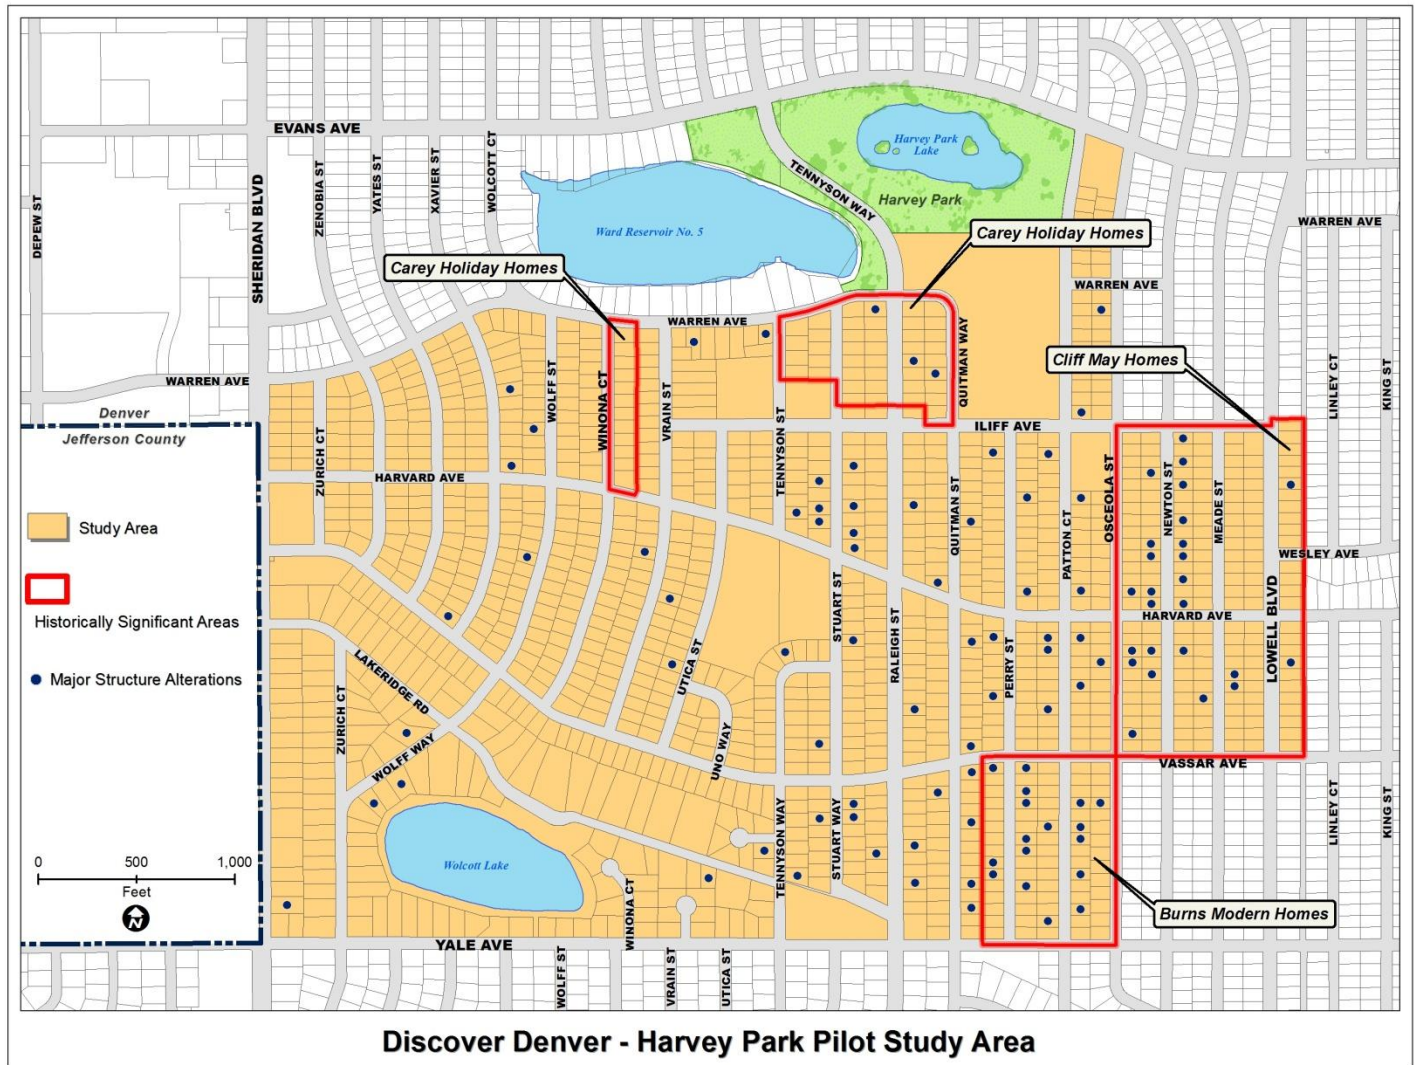 EVANS AVE
DEPEW ST
SHERIDAN BLVD
ZENOBIA ST
YATES ST
XAVIER ST
WOLCOTT CT
TENNYSON WAY
Harvey Park
Lake
Harvey Park
Ward Reservoir No. 5
WARREN AVE
Carey Holiday Homes
Carey Holiday Homes
WARREN AVE
WARREN AVE
QUITMAN WAY
Cliff May Homes
WARREN AVE
Denver
Jefferson County
ZURICH CT
WOLFF ST
WINONA CT
VRAIN ST
TENNYSON ST
ILIFF AVE
LINLEY CT
KING ST
HARVARD AVE
QUITMAN ST
PATTON CT
OSCEOLA ST
NEWTON ST
MEADE ST
WESLEY AVE
LOWELL BLVD
Study Area
Historically Significant Areas
Major Structure Alterations
STUART ST
HARVARD AVE
RALEIGH ST
PERRY ST
UTICA ST
LAKERIDGE RD
ZURICH CT
WOLFF WAY
UNO WAY
VASSAR AVE
TENNYSON WAY
STUART WAY
LINLEY CT
KING ST
0 500 1,000
Feet
N
Wolcott Lake
WINONA CT
Burns Modern Homes
YALE AVE
WOLFF ST
VRAIN ST
UTICA ST
Discover Denver - Harvey Park Pilot Study Area